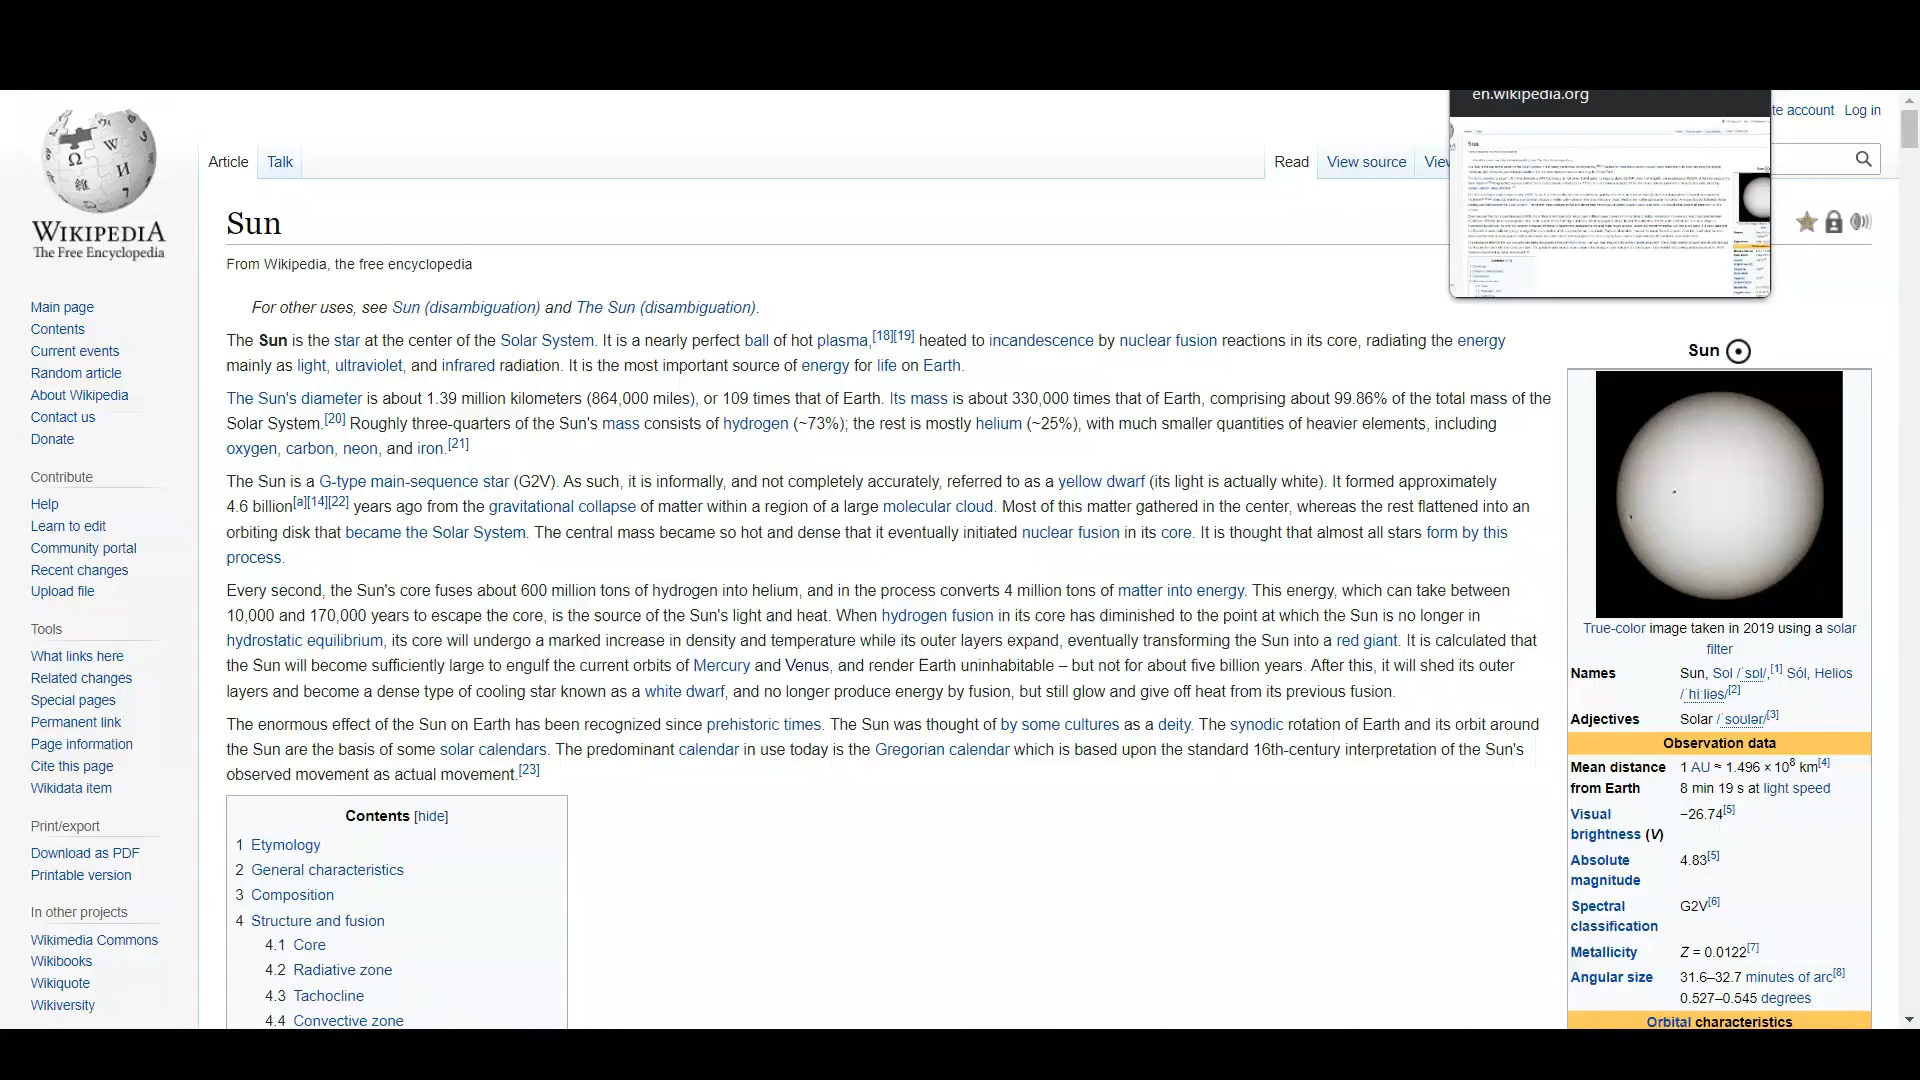 en.wikipedia.org
te account Log in
Article Talk
Read View source Viev
WIKIPEDIA
The Free Encyclopedia
Main page
Contents
Current events
Random article
About Wikipedia
Contact us
Donate
Contribute
Help
Learn to edit
Community portal
Recent changes
Upload file
Tools
What links here
Related changes
Special pages
Permanent link
Page information
Cite this page
Wikidata item
Print/export
Download as PDF
Printable version
In other projects
Wikimedia Commons
Wikibooks
Wikiquote
Wikiversity
Sun
From Wikipedia, the free encyclopedia
For other uses, see Sun (disambiguation) and The Sun (disambiguation).
The Sun is the star at the center of the Solar System. It is a nearly perfect ball of hot plasma,[18][19] heated to incandescence by nuclear fusion reactions in its core, radiating the energy
mainly as light, ultraviolet, and infrared radiation. It is the most important source of energy for life on Earth.
The Sun's diameter is about 1.39 million kilometers (864,000 miles), or 109 times that of Earth. Its mass is about 330,000 times that of Earth, comprising about 99.86% of the total mass of the
Solar System.[20] Roughly three-quarters of the Sun's mass consists of hydrogen (~73%); the rest is mostly helium (~25%), with much smaller quantities of heavier elements, including
oxygen, carbon, neon, and iron.[21]
The Sun is a G-type main-sequence star (G2V). As such, it is informally, and not completely accurately, referred to as a yellow dwarf (its light is actually white). It formed approximately
4.6 billion[a][14][22] years ago from the gravitational collapse of matter within a region of a large molecular cloud. Most of this matter gathered in the center, whereas the rest flattened into an
orbiting disk that became the Solar System. The central mass became so hot and dense that it eventually initiated nuclear fusion in its core. It is thought that almost all stars form by this
process.
Every second, the Sun's core fuses about 600 million tons of hydrogen into helium, and in the process converts 4 million tons of matter into energy. This energy, which can take between
10,000 and 170,000 years to escape the core, is the source of the Sun's light and heat. When hydrogen fusion in its core has diminished to the point at which the Sun is no longer in
hydrostatic equilibrium, its core will undergo a marked increase in density and temperature while its outer layers expand, eventually transforming the Sun into a red giant. It is calculated that
the Sun will become sufficiently large to engulf the current orbits of Mercury and Venus, and render Earth uninhabitable – but not for about five billion years. After this, it will shed its outer
layers and become a dense type of cooling star known as a white dwarf, and no longer produce energy by fusion, but still glow and give off heat from its previous fusion.
The enormous effect of the Sun on Earth has been recognized since prehistoric times. The Sun was thought of by some cultures as a deity. The synodic rotation of Earth and its orbit around
the Sun are the basis of some solar calendars. The predominant calendar in use today is the Gregorian calendar which is based upon the standard 16th-century interpretation of the Sun's
observed movement as actual movement.[23]
Contents [hide]
1 Etymology
2 General characteristics
3 Composition
4 Structure and fusion
4.1 Core
4.2 Radiative zone
4.3 Tachocline
4.4 Convective zone
Sun
True-color image taken in 2019 using a solar
filter
Names Sun, Sol /ˈsɒl/,[1] Sól, Helios
/ˈhiːliəs/[2]
Adjectives Solar /ˈsoʊlər/[3]
Observation data
Mean distance 1 AU ≈ 1.496 × 10⁸ km[4]
from Earth 8 min 19 s at light speed
Visual −26.74[5]
brightness (V)
Absolute 4.83[5]
magnitude
Spectral G2V[6]
classification
Metallicity Z = 0.0122[7]
Angular size 31.6–32.7 minutes of arc[8]
0.527–0.545 degrees
Orbital characteristics